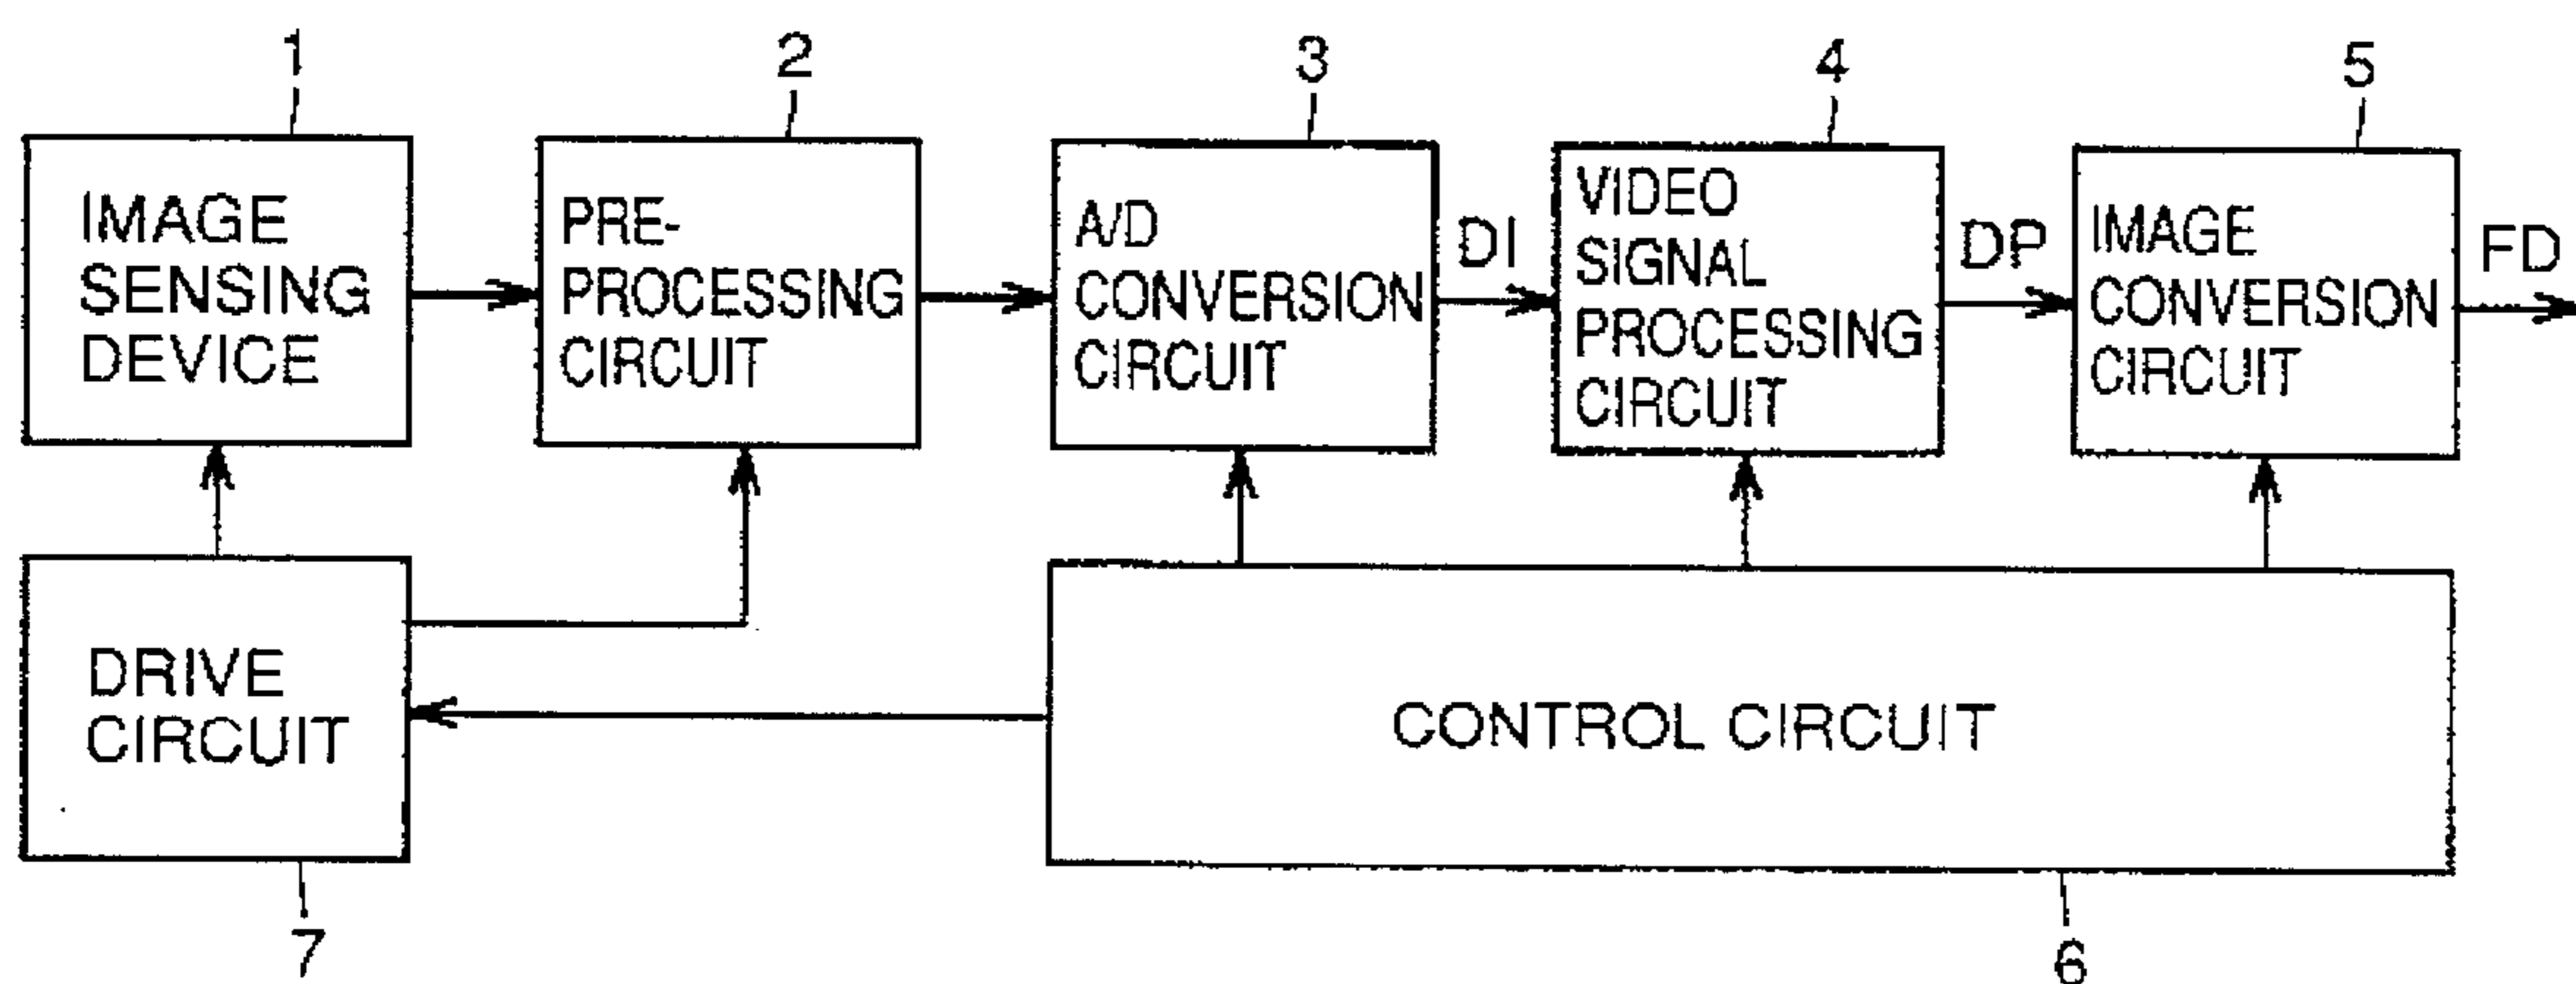 1
2
3
4
5
IMAGE
SENSING
DEVICE
PRE-
PROCESSING
CIRCUIT
A/D
CONVERSION
CIRCUIT
DI
VIDEO
SIGNAL
PROCESSING
CIRCUIT
DP
IMAGE
CONVERSION
CIRCUIT
FD
DRIVE
CIRCUIT
CONTROL CIRCUIT
7
6